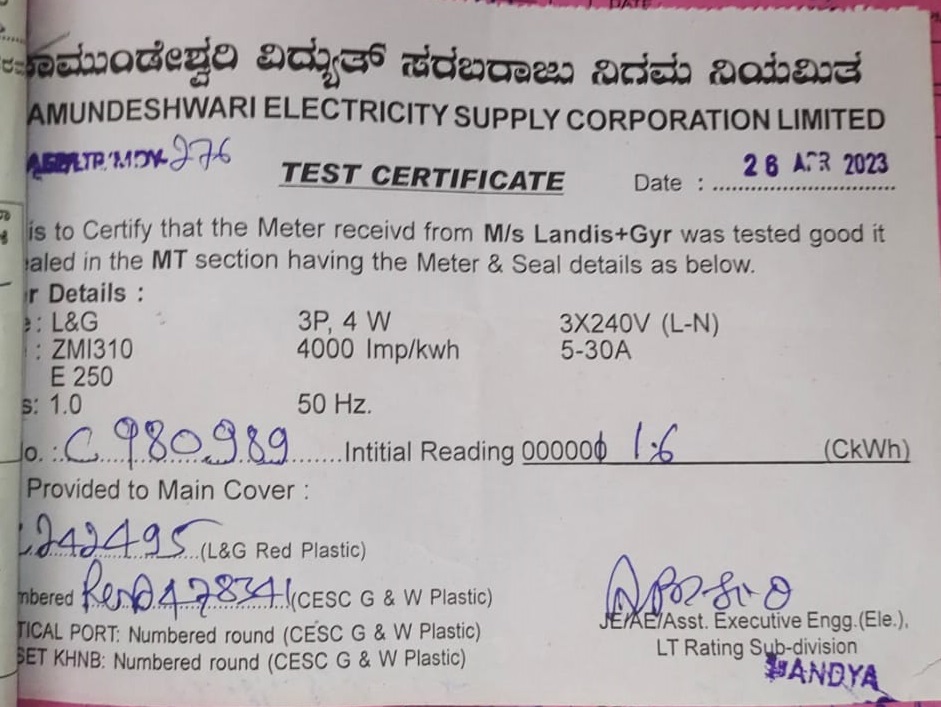 ಚಾಮುಂಡೇಶ್ವರಿ ವಿದ್ಯುತ್ ಸರಬರಾಜು ನಿಗಮ ನಿಯಮಿತ
AMUNDESHWARI ELECTRICITY SUPPLY CORPORATION LIMITED
276
TEST CERTIFICATE Date : 26 APR 2023
is to Certify that the Meter receivd from M/s Landis+Gyr was tested good it
aled in the MT section having the Meter & Seal details as below.
r Details :
: L&G 3P, 4 W 3X240V (L-N)
: ZMI310 4000 Imp/kwh 5-30A
E 250
s: 1.0 50 Hz.
o. : C 980989 Intitial Reading 000000 1.6 (CkWh)
Provided to Main Cover :
242495 (L&G Red Plastic)
mbered 478341 (CESC G & W Plastic)
TICAL PORT: Numbered round (CESC G & W Plastic)
SET KHNB: Numbered round (CESC G & W Plastic)
JE/AE/Asst. Executive Engg.(Ele.),
LT Rating Sub-division
MANDYA